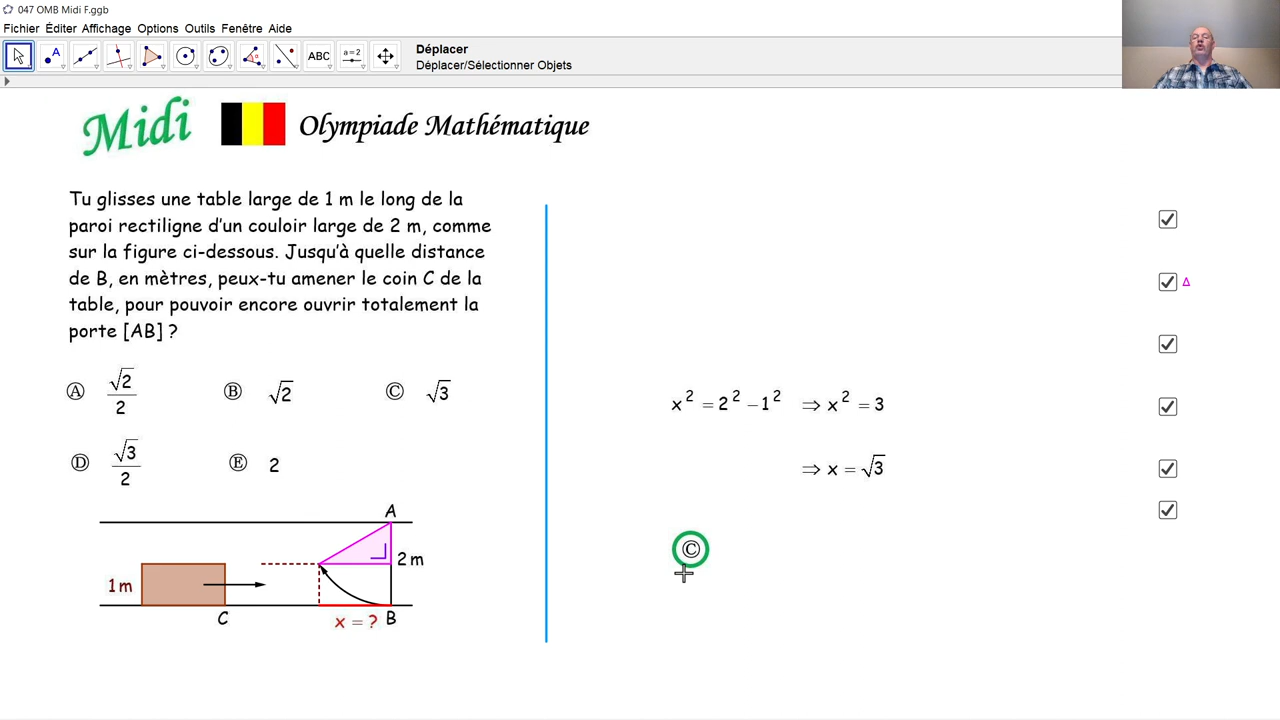 047 OMB Midi F.ggb
Fichier Éditer Affichage Options Outils Fenêtre Aide
A
ABC
a=2
Déplacer
Déplacer/Sélectionner Objets
Midi
Olympiade Mathématique
Tu glisses une table large de 1 m le long de la
paroi rectiligne d'un couloir large de 2 m, comme
sur la figure ci-dessous. Jusqu'à quelle distance
de B, en mètres, peux-tu amener le coin C de la
table, pour pouvoir encore ouvrir totalement la
porte [AB] ?
Ⓐ √2/2 Ⓑ √2 Ⓒ √3
Ⓓ √3/2 Ⓔ 2
A
2 m
1 m
C
x = ? B
x² = 2² – 1² ⇒ x² = 3
⇒ x = √3
Ⓒ
Δ